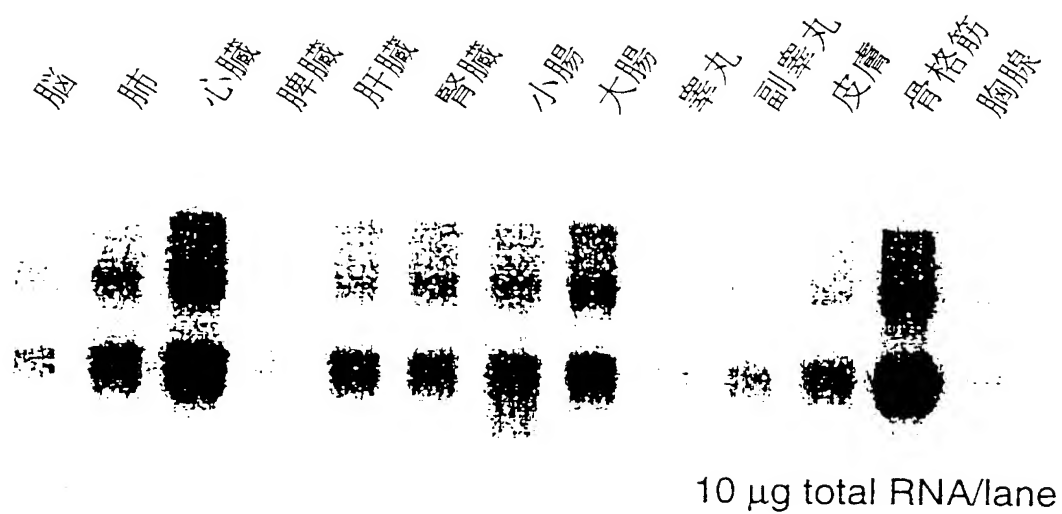 脳 肺 心臓 脾臓 肝臓 腎臓 小腸 大腸 睾丸 副睾丸 皮膚 骨格筋 胸腺
10 µg total RNA/lane